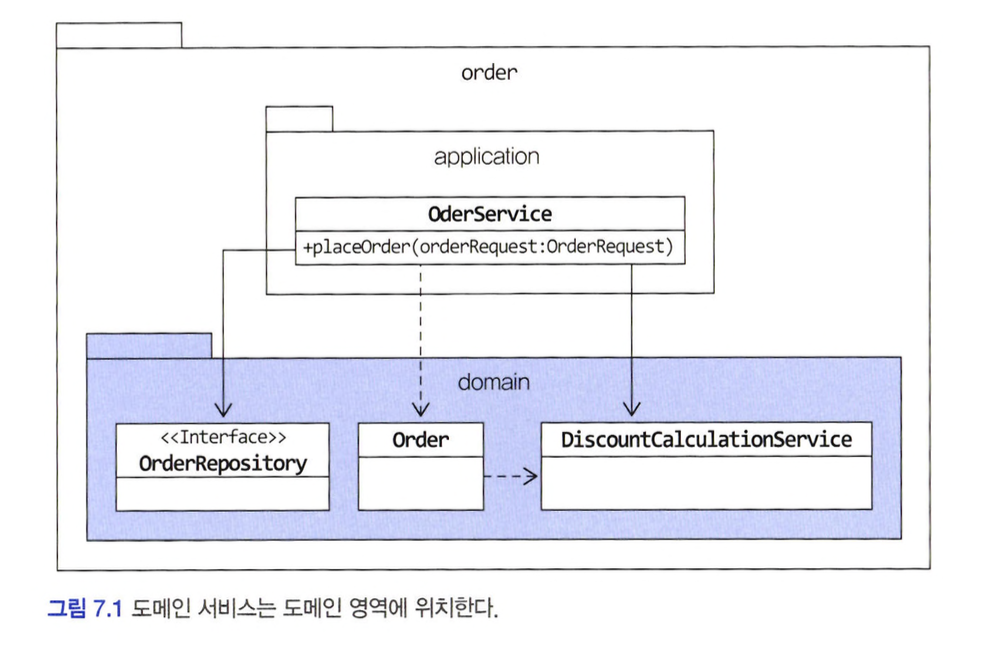 order
application
OderService
+placeOrder(orderRequest:OrderRequest)
domain
<<Interface>>
OrderRepository
Order
DiscountCalculationService
그림 7.1 도메인 서비스는 도메인 영역에 위치한다.